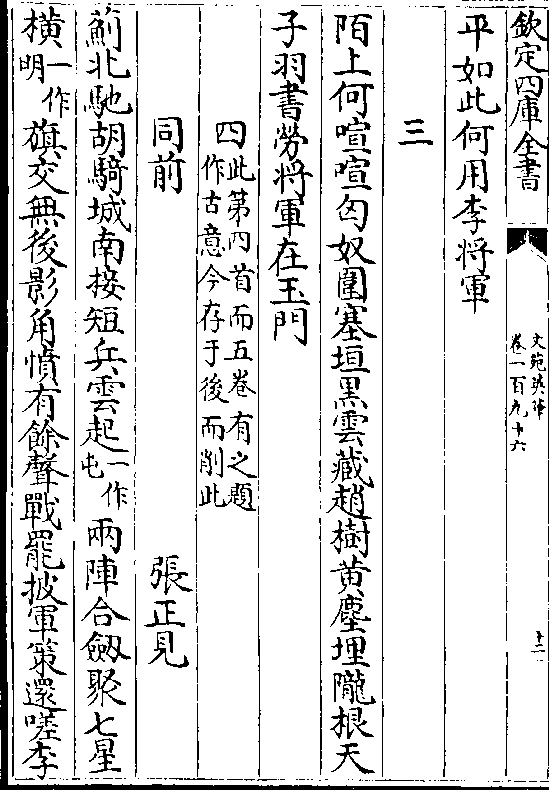 欽定四庫全書
文苑英華
卷一百九十六
十二
平如此何用李將軍
三
陌上何喧喧匈奴圍塞垣黑雲藏趙樹黄塵埋隴根天
子羽書勞將軍在玉門
四此第四首而五卷有之題
作古意今存于後而削此
同前 張正見
薊北馳胡騎城南接短兵雲起一作屯兩陣合劔聚七星
横一作明旗交無後影角憤有餘聲戰罷披軍策還嗟李